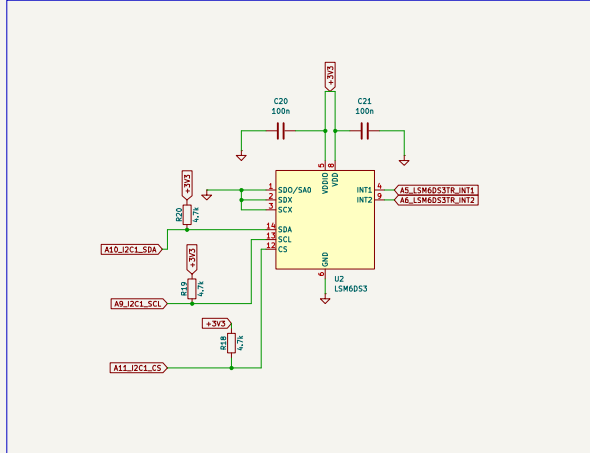 +3V3
C20
100n
C21
100n
5
8
VDDIO
VDD
+3V3
R20
4.7k
1
SDO/SA0
2
SDX
3
SCX
14
SDA
13
SCL
12
CS
INT1
4
A5_LSM6DS3TR_INT1
INT2
9
A6_LSM6DS3TR_INT2
A10_I2C1_SDA
+3V3
R19
4.7k
GND
6
U2
LSM6DS3
A9_I2C1_SCL
+3V3
R18
4.7k
A11_I2C1_CS